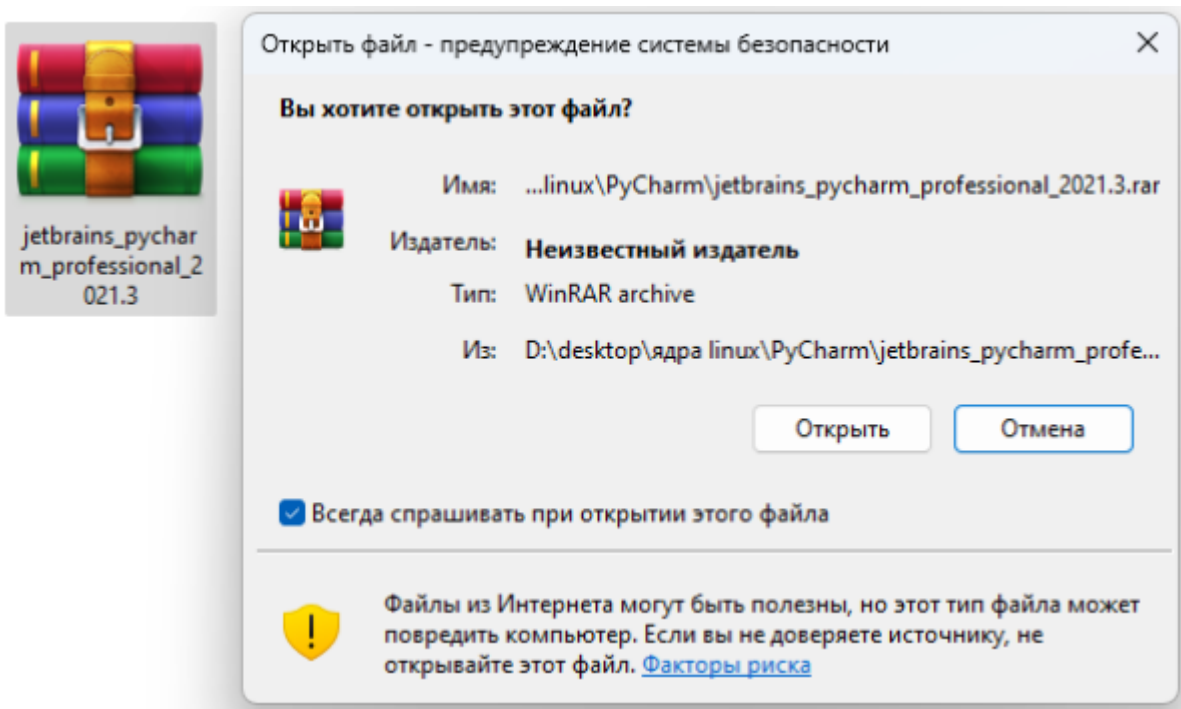 jetbrains_pychar
m_professional_2
021.3
Открыть файл - предупреждение системы безопасности
Вы хотите открыть этот файл?
Имя: ...linux\PyCharm\jetbrains_pycharm_professional_2021.3.rar
Издатель: Неизвестный издатель
Тип: WinRAR archive
Из: D:\desktop\ядра linux\PyCharm\jetbrains_pycharm_profe...
Открыть Отмена
Всегда спрашивать при открытии этого файла
Файлы из Интернета могут быть полезны, но этот тип файла может
повредить компьютер. Если вы не доверяете источнику, не
открывайте этот файл. Факторы риска